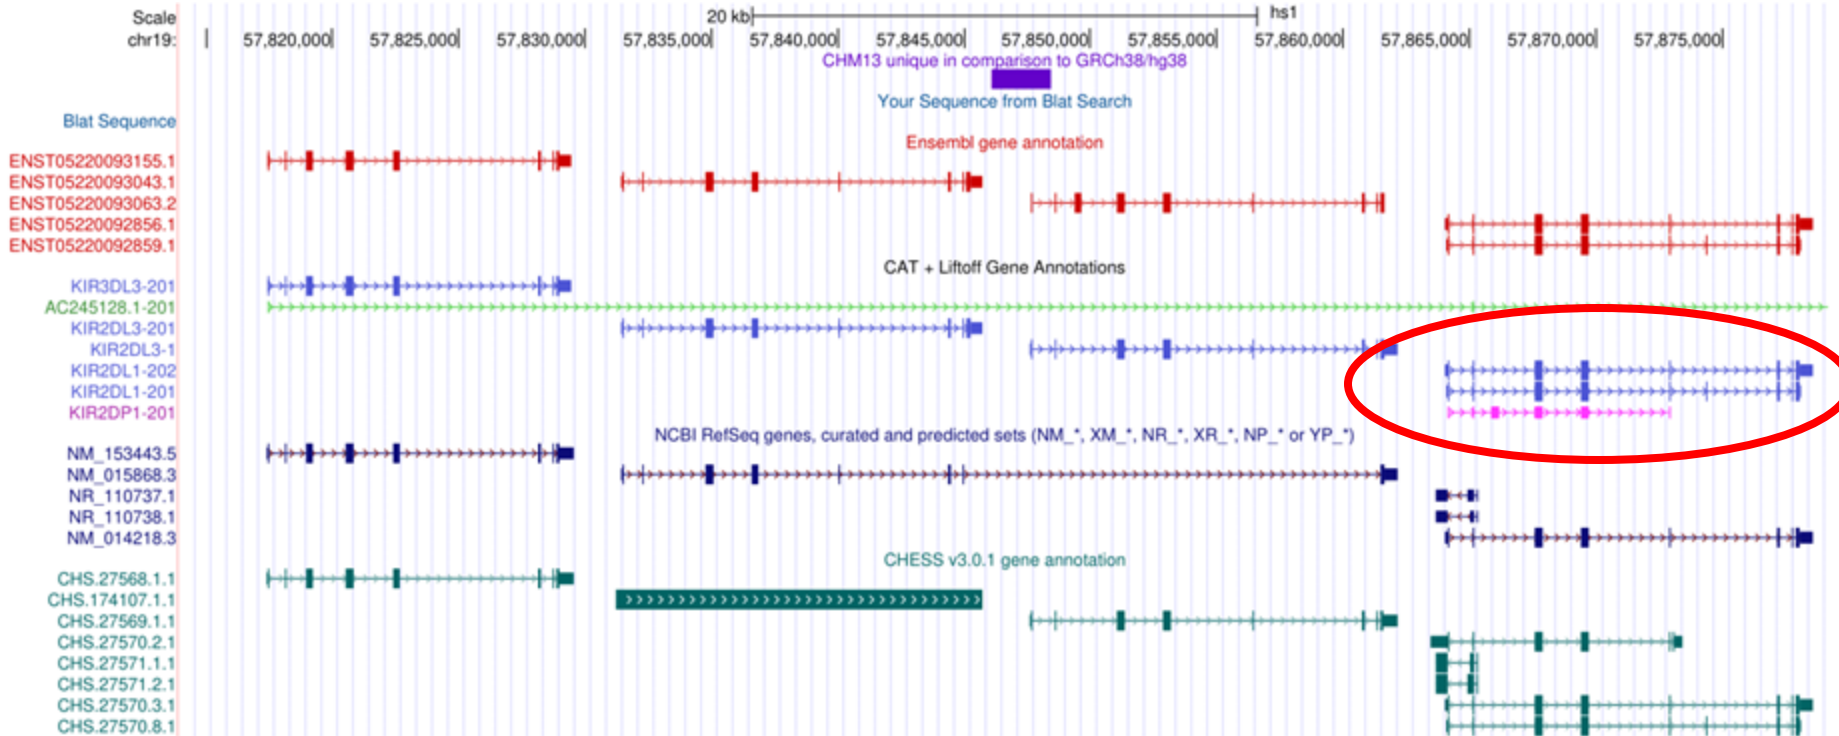 Scale 20 kb hs1
chr19: 57,820,000 57,825,000 57,830,000 57,835,000 57,840,000 57,845,000 57,850,000 57,855,000 57,860,000 57,865,000 57,870,000 57,875,000
CHM13 unique in comparison to GRCh38/hg38
Your Sequence from Blat Search
Blat Sequence
Ensembl gene annotation
ENST05220093155.1
ENST05220093043.1
ENST05220093063.2
ENST05220092856.1
ENST05220092859.1
CAT + Liftoff Gene Annotations
KIR3DL3-201
AC245128.1-201
KIR2DL3-201
KIR2DL3-1
KIR2DL1-202
KIR2DL1-201
KIR2DP1-201
NCBI RefSeq genes, curated and predicted sets (NM_*, XM_*, NR_*, XR_*, NP_* or YP_*)
NM_153443.5
NM_015868.3
NR_110737.1
NR_110738.1
NM_014218.3
CHESS v3.0.1 gene annotation
CHS.27568.1.1
CHS.174107.1.1
CHS.27569.1.1
CHS.27570.2.1
CHS.27571.1.1
CHS.27571.2.1
CHS.27570.3.1
CHS.27570.8.1